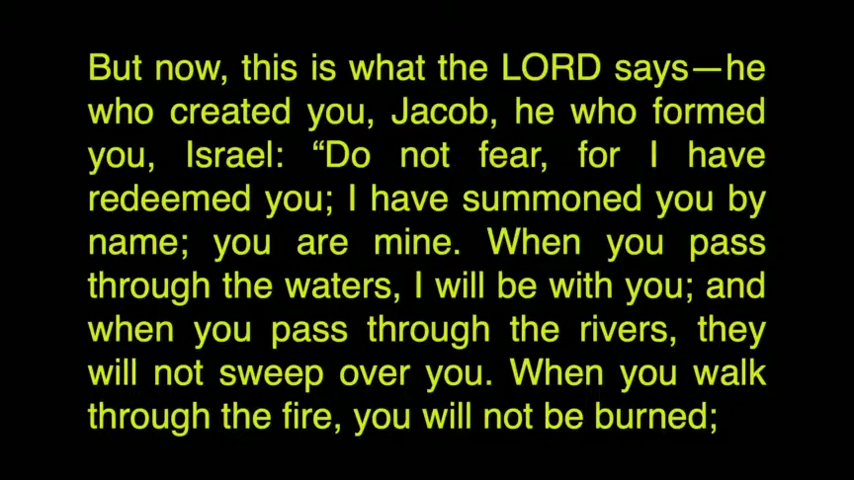 But now, this is what the LORD says—he
who created you, Jacob, he who formed
you, Israel: “Do not fear, for I have
redeemed you; I have summoned you by
name; you are mine. When you pass
through the waters, I will be with you; and
when you pass through the rivers, they
will not sweep over you. When you walk
through the fire, you will not be burned;